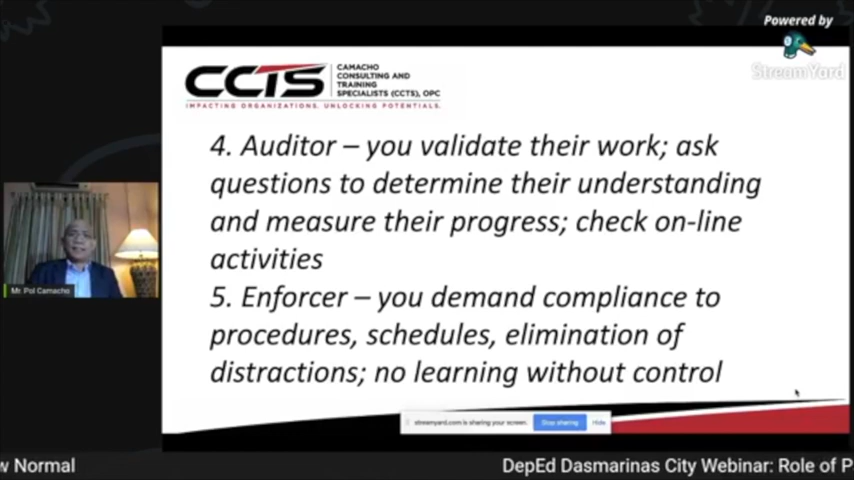 Powered by
StreamYard
CCTS
CAMACHO
CONSULTING AND
TRAINING
SPECIALISTS (CCTS), OPC
IMPACTING ORGANIZATIONS. UNLOCKING POTENTIALS.
4. Auditor – you validate their work; ask
questions to determine their understanding
and measure their progress; check on-line
activities
5. Enforcer – you demand compliance to
procedures, schedules, elimination of
distractions; no learning without control
Mr. Pol Camacho
streamyard.com is sharing your screen.
Stop sharing
Hide
w Normal
DepEd Dasmarinas City Webinar: Role of P